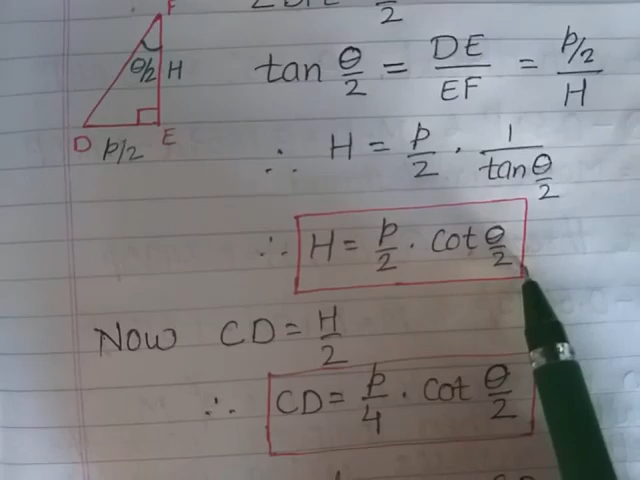 F
θ/2 H
D P/2 E
2
tan θ/2 = DE/EF = p/2/H
∴ H = p/2 · 1/tan θ/2
∴ H = p/2 · cot θ/2
Now CD = H/2
∴ CD = p/4 · cot θ/2